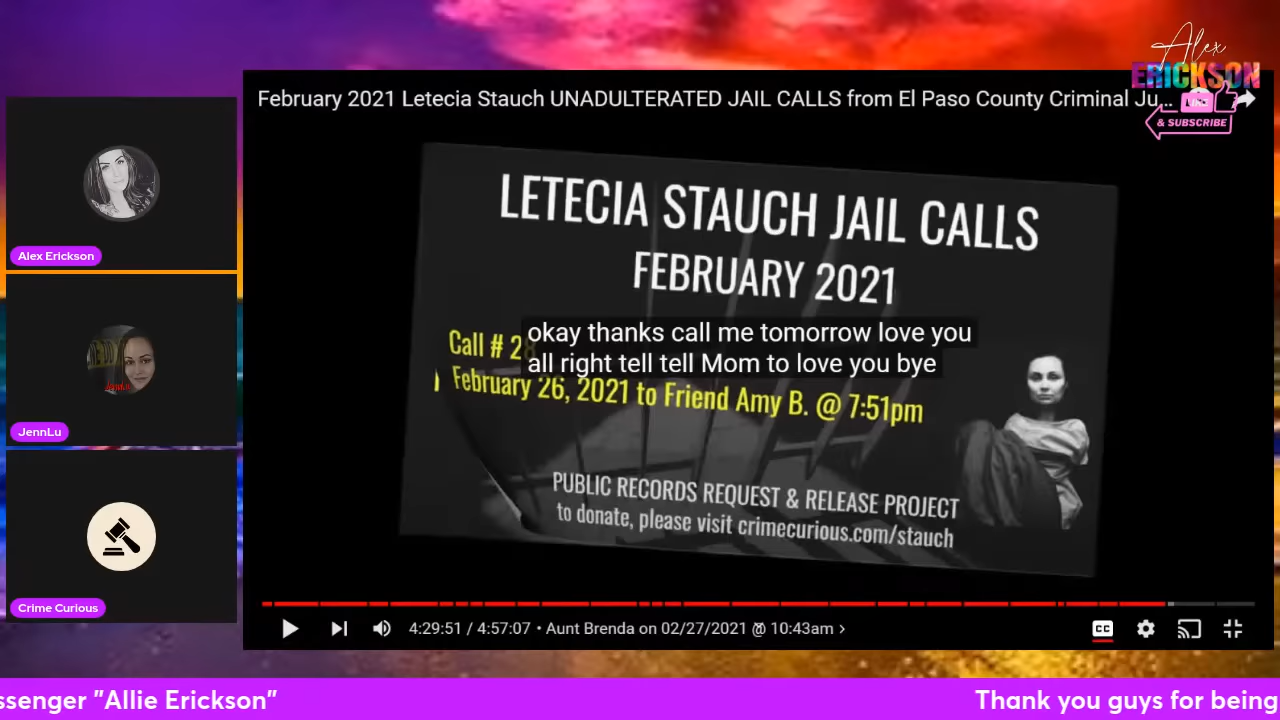 Alex
ERICKSON
LIKE
& SUBSCRIBE
February 2021 Letecia Stauch UNADULTERATED JAIL CALLS from El Paso County Criminal Ju...
LETECIA STAUCH JAIL CALLS
FEBRUARY 2021
Call # 28
okay thanks call me tomorrow love you
all right tell tell Mom to love you bye
February 26, 2021 to Friend Amy B. @ 7:51pm
PUBLIC RECORDS REQUEST & RELEASE PROJECT
to donate, please visit crimecurious.com/stauch
Alex Erickson
JennLu
Crime Curious
4:29:51 / 4:57:07 • Aunt Brenda on 02/27/2021 @ 10:43am ›
CC
ssenger "Allie Erickson"
Thank you guys for being